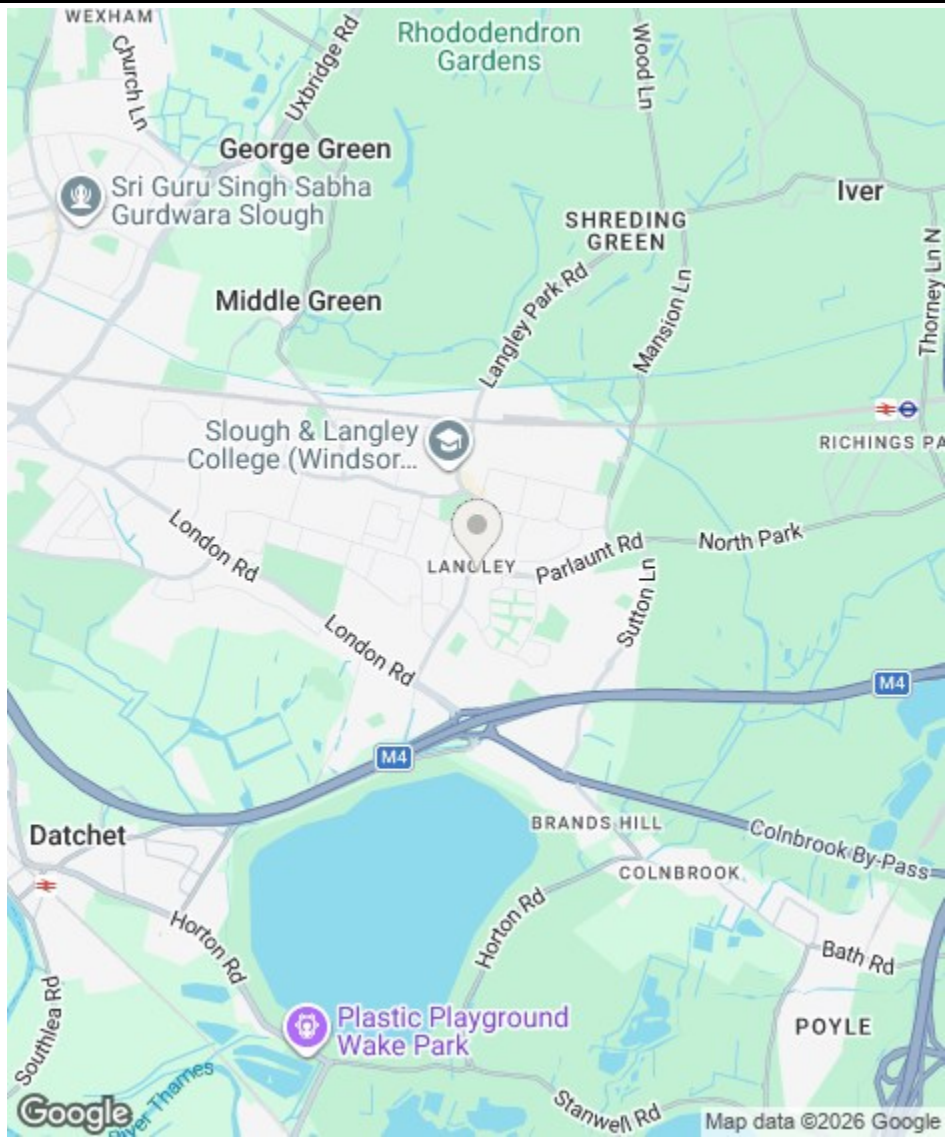 WEXHAM
Church Ln
Uxbridge Rd
Rhododendron
Gardens
Wood Ln
George Green
Sri Guru Singh Sabha
Gurdwara Slough
SHREDING
GREEN
Iver
Thorney Ln N
Middle Green
Langley Park Rd
Mansion Ln
Slough & Langley
College (Windsor...
RICHINGS PA
London Rd
LANGLEY
Parlaunt Rd
North Park
Sutton Ln
London Rd
M4
M4
Datchet
BRANDS HILL
Colnbrook By-Pass
COLNBROOK
Horton Rd
Horton Rd
Bath Rd
Southlea Rd
Plastic Playground
Wake Park
POYLE
River Thames
Stanwell Rd
Google
Map data ©2026 Google